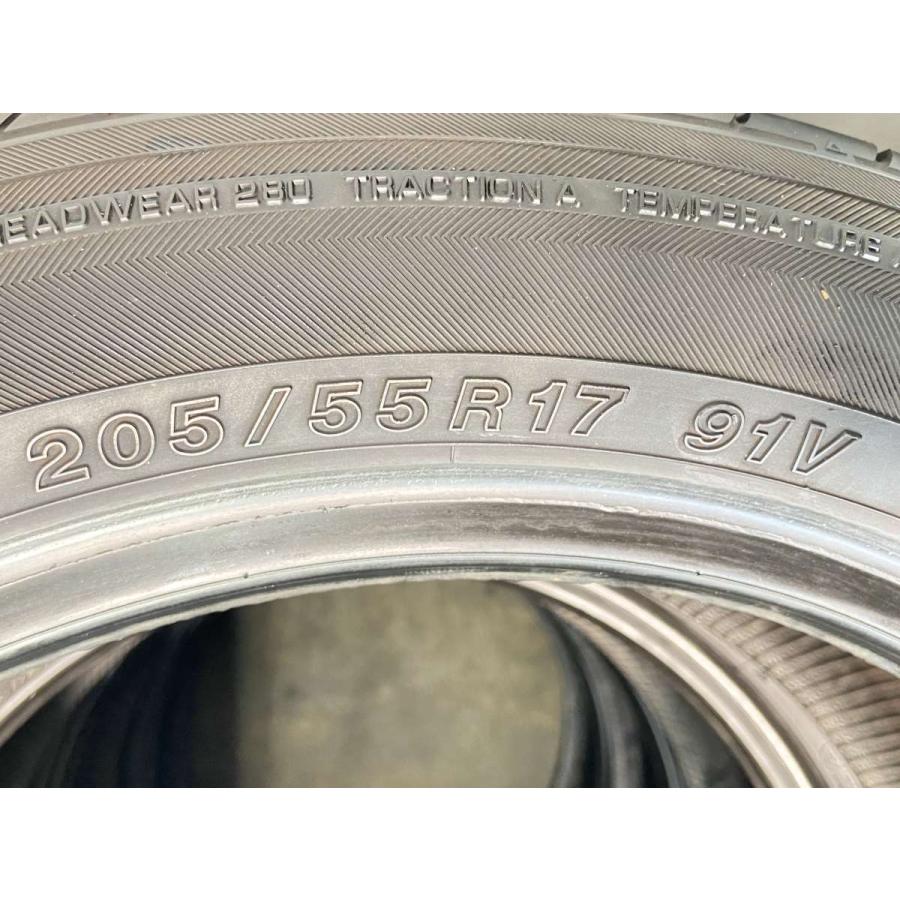 EADWEAR 280 TRACTION A TEMPERATURE
205/55R17 91V